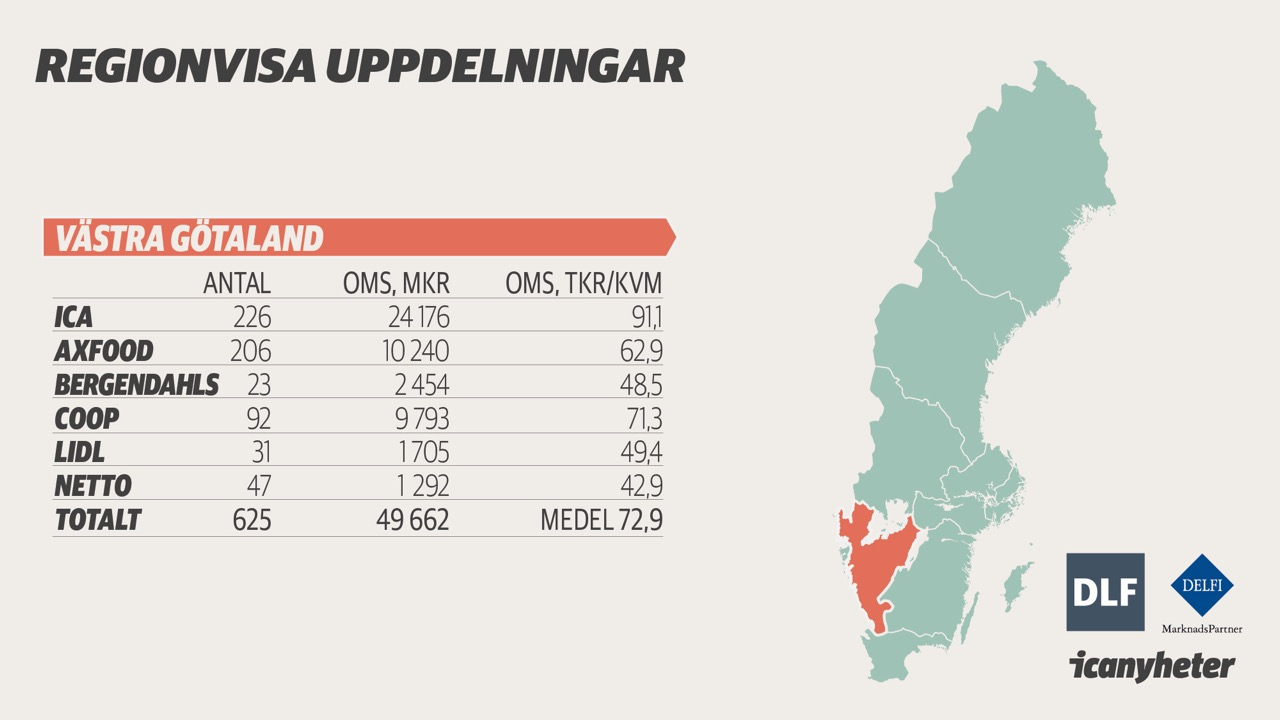 REGIONVISA UPPDELNINGAR
VÄSTRA GÖTALAND
ANTAL OMS, MKR OMS, TKR/KVM
ICA 226 24 176 91,1
AXFOOD 206 10 240 62,9
BERGENDAHLS 23 2 454 48,5
COOP 92 9 793 71,3
LIDL 31 1 705 49,4
NETTO 47 1 292 42,9
TOTALT 625 49 662 MEDEL 72,9
DLF
DELFI
MarknadsPartner
icanyheter